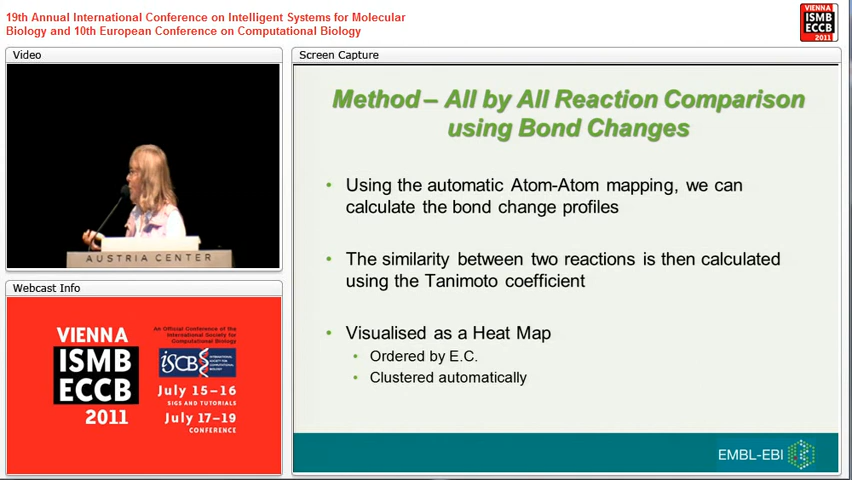 19th Annual International Conference on Intelligent Systems for Molecular
Biology and 10th European Conference on Computational Biology
VIENNA
ISMB
ECCB
2011
Video
Screen Capture
AUSTRIA CENTER
Method – All by All Reaction Comparison
using Bond Changes
• Using the automatic Atom-Atom mapping, we can
calculate the bond change profiles
• The similarity between two reactions is then calculated
using the Tanimoto coefficient
• Visualised as a Heat Map
• Ordered by E.C.
• Clustered automatically
EMBL-EBI
Webcast Info
VIENNA
ISMB
ECCB
2011
An Official Conference of the
International Society for
Computational Biology
iSCB
INTERNATIONAL
SOCIETY FOR
COMPUTATIONAL
BIOLOGY
July 15–16
SIGS AND TUTORIALS
July 17–19
CONFERENCE